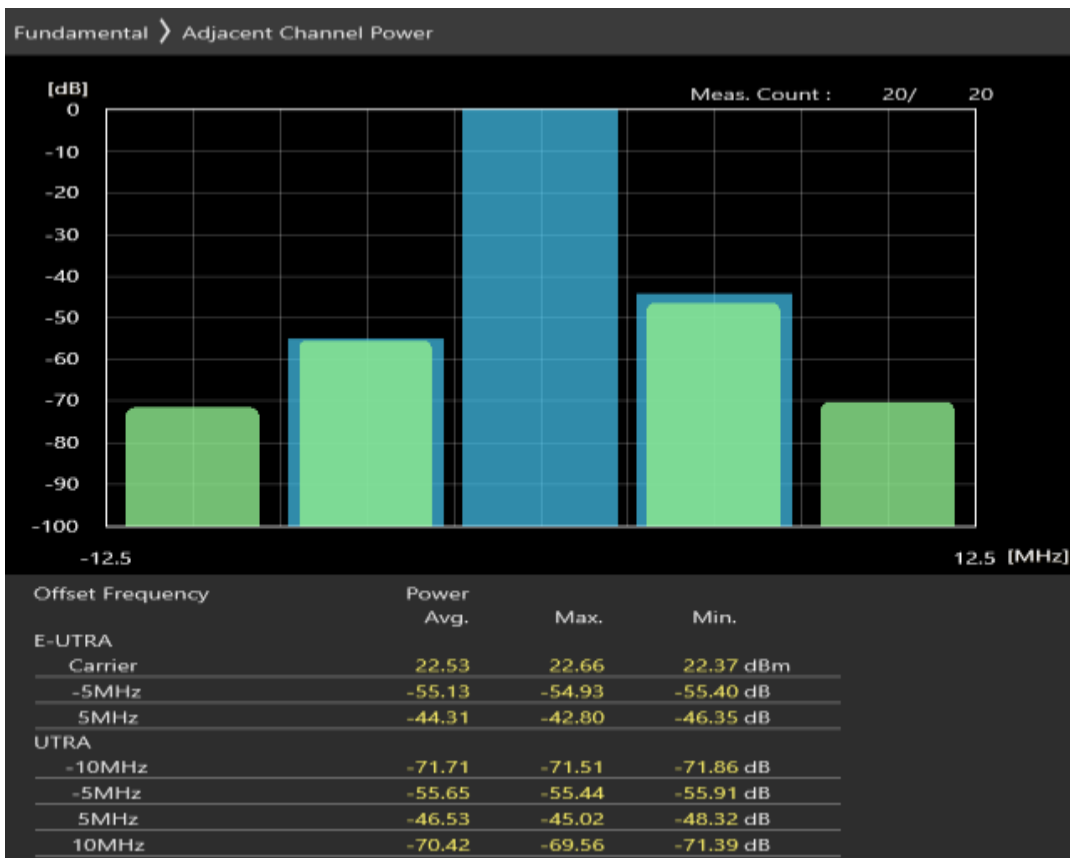 Fundamental 〉 Adjacent Channel Power
[dB]
Meas. Count : 20/ 20
0
-10
-20
-30
-40
-50
-60
-70
-80
-90
-100
-12.5 12.5 [MHz]
Offset Frequency Power
Avg. Max. Min.
E-UTRA
Carrier 22.53 22.66 22.37 dBm
-5MHz -55.13 -54.93 -55.40 dB
5MHz -44.31 -42.80 -46.35 dB
UTRA
-10MHz -71.71 -71.51 -71.86 dB
-5MHz -55.65 -55.44 -55.91 dB
5MHz -46.53 -45.02 -48.32 dB
10MHz -70.42 -69.56 -71.39 dB